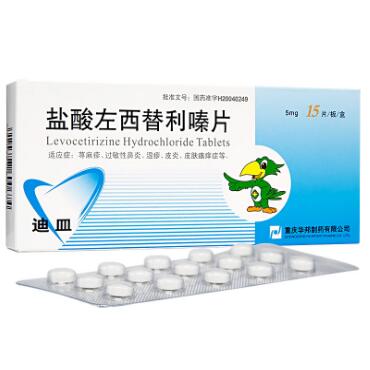 批准文号：国药准字H20040249
盐酸左西替利嗪片
Levocetirizine Hydrochloride Tablets
适应症：荨麻疹、过敏性鼻炎、湿疹、皮炎、皮肤瘙痒症等。
5mg 15片/板/盒
迪皿
重庆华邦制药有限公司